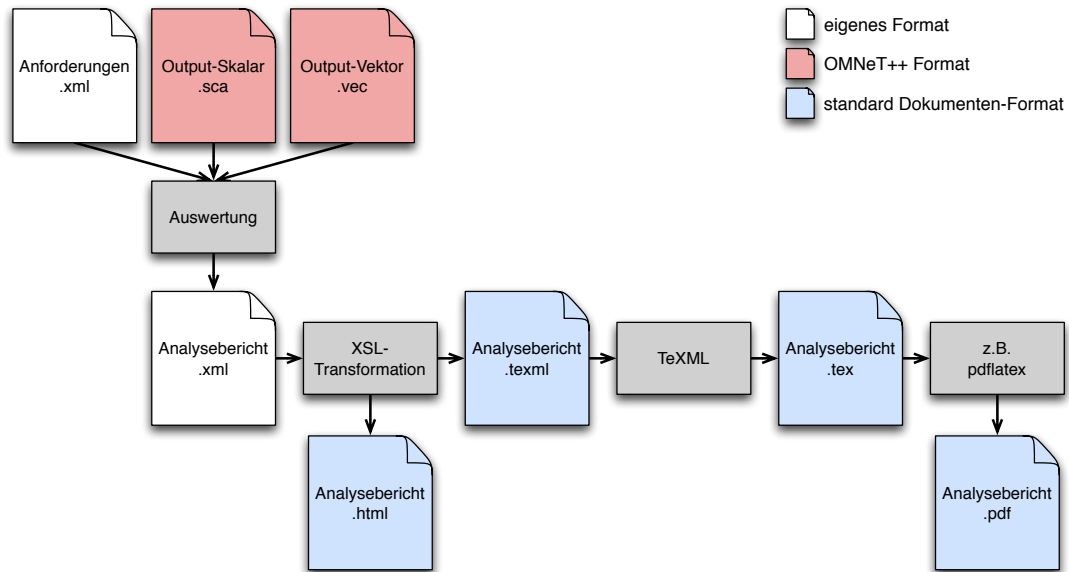 Anforderungen
.xml
Output-Skalar
.sca
Output-Vektor
.vec
eigenes Format
OMNeT++ Format
standard Dokumenten-Format
Auswertung
Analysebericht
.xml
XSL-
Transformation
Analysebericht
.texml
TeXML
Analysebericht
.tex
z.B.
pdflatex
Analysebericht
.html
Analysebericht
.pdf